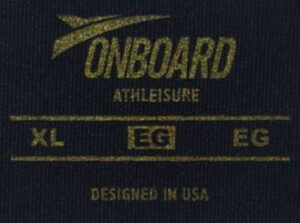 ONBOARD
ATHLEISURE
XL EG EG
DESIGNED IN USA